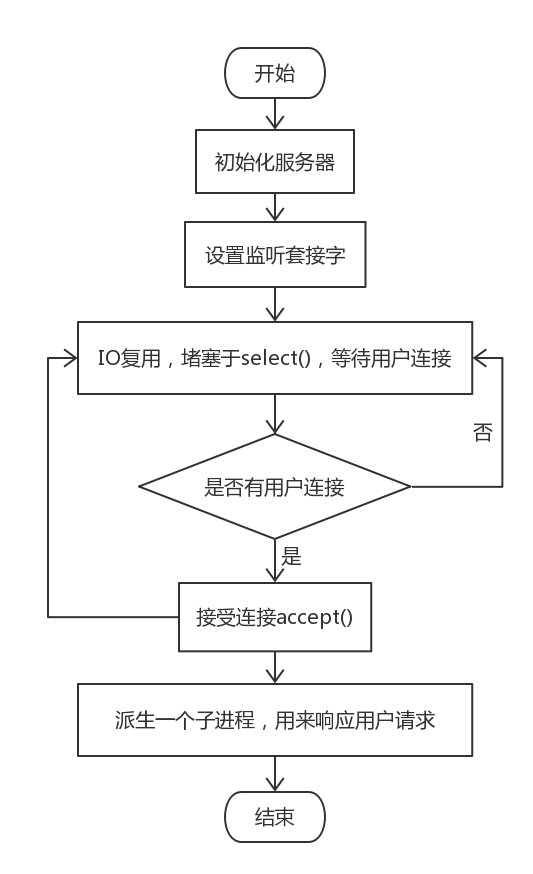 开始
初始化服务器
设置监听套接字
IO复用，堵塞于select()，等待用户连接
否
是否有用户连接
是
接受连接accept()
派生一个子进程，用来响应用户请求
结束